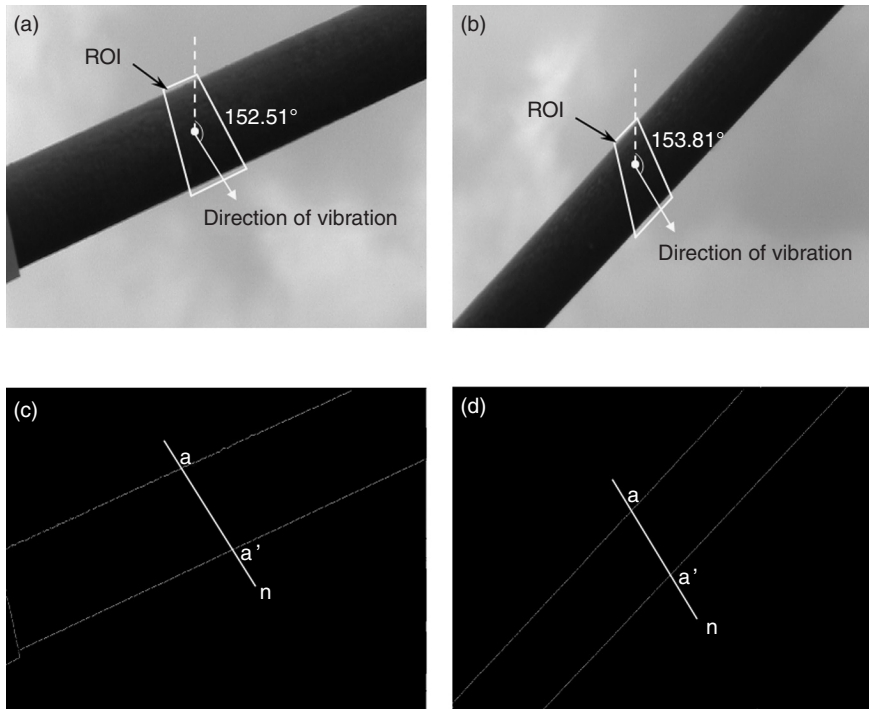 (a)
ROI
152.51°
Direction of vibration
(b)
ROI
153.81°
Direction of vibration
(c)
a
a’
n
(d)
a
a’
n